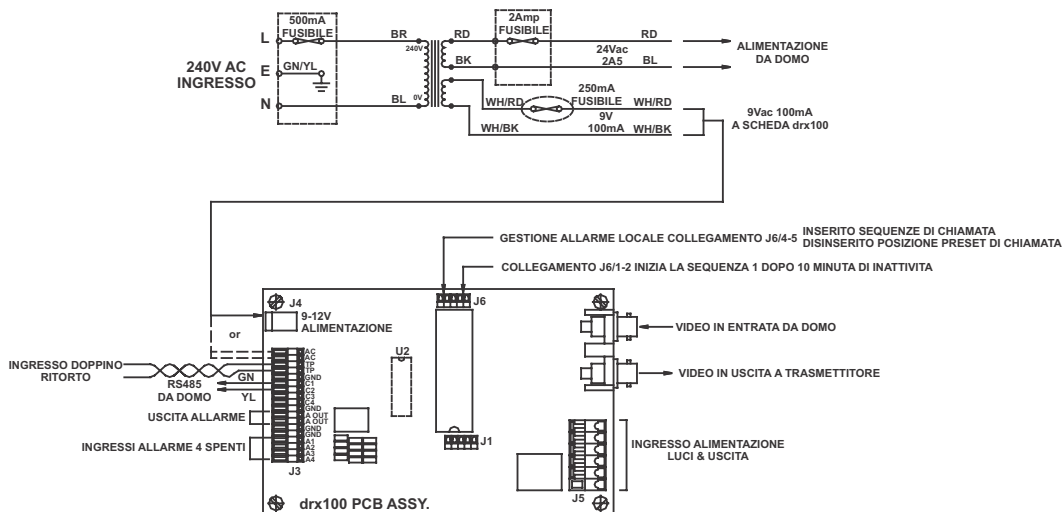 500mA
FUSIBILE
2Amp
FUSIBILE
L
BR
RD
RD
240V
240V AC
INGRESSO
E
GN/YL
24Vac
2A5
ALIMENTAZIONE
DA DOMO
BK
BL
N
BL
0V
250mA
FUSIBILE
WH/RD
WH/RD
9V
100mA
WH/BK
WH/BK
9Vac 100mA
A SCHEDA drx100
GESTIONE ALLARME LOCALE COLLEGAMENTO J6/4-5
INSERITO SEQUENZE DI CHIAMATA
DISINSERITO POSIZIONE PRESET DI CHIAMATA
COLLEGAMENTO J6/1-2 INIZIA LA SEQUENZA 1 DOPO 10 MINUTA DI INATTIVITA
J4
J6
9-12V
ALIMENTAZIONE
or
U2
VIDEO IN ENTRATA DA DOMO
VIDEO IN USCITA A TRASMETTITORE
INGRESSO DOPPINO
RITORTO
RS485
DA DOMO
GN
YL
USCITA ALLARME
INGRESSI ALLARME 4 SPENTI
AC
AC
TP
TP
GND
C1
C2
C3
C4
GND
A OUT
A OUT
GND
GND
A1
A2
A3
A4
J3
J1
INGRESSO ALIMENTAZIONE
LUCI & USCITA
J5
drx100 PCB ASSY.